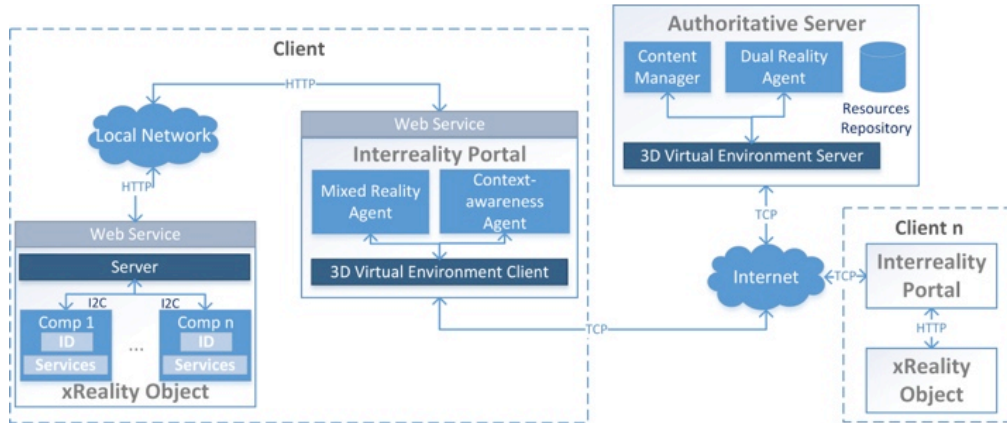 Client
HTTP
Local Network
HTTP
Web Service
Server
I2C
I2C
Comp 1
ID
Services
...
Comp n
ID
Services
xReality Object
Web Service
Interreality Portal
Mixed Reality
Agent
Context-
awareness
Agent
3D Virtual Environment Client
TCP
Authoritative Server
Content
Manager
Dual Reality
Agent
Resources
Repository
3D Virtual Environment Server
TCP
Internet
TCP
Client n
Interreality
Portal
HTTP
xReality
Object